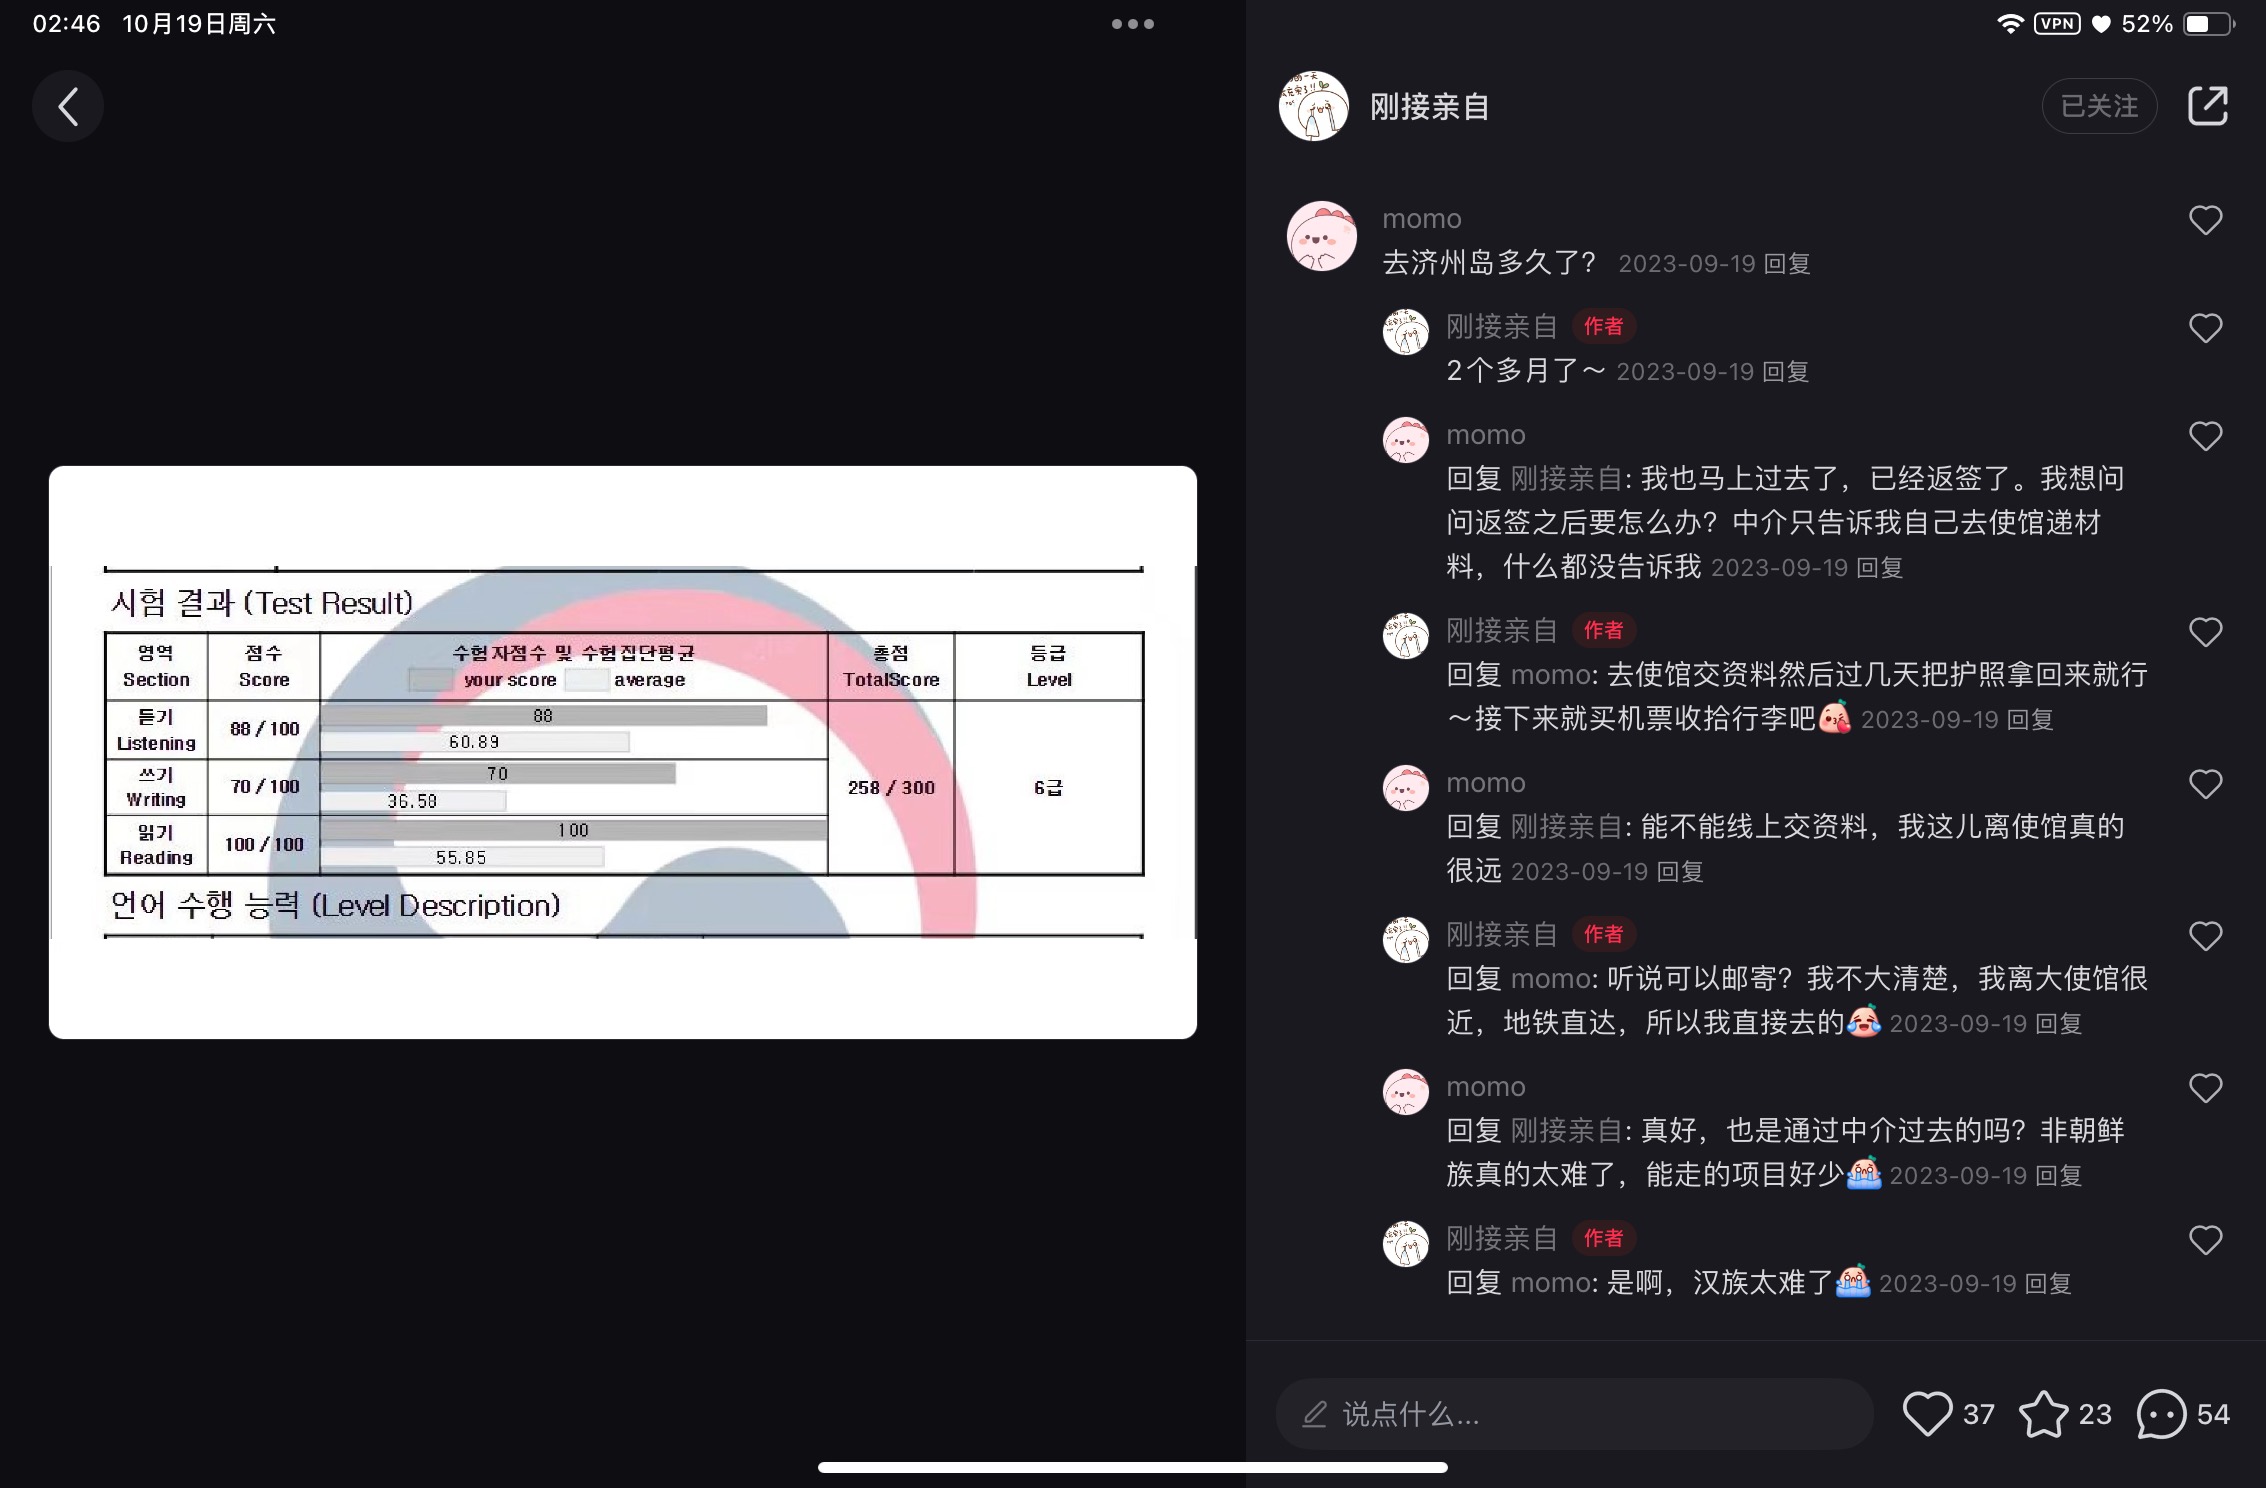 02:46 10月19日周六
VPN 52%
刚接亲自
已关注
시험 결과 (Test Result)
영역 점수 수험자점수 및 수험집단평균 총점 등급
Section Score your score average TotalScore Level
듣기 88
Listening 88 / 100 60.89
쓰기 70
Writing 70 / 100 36.58 258 / 300 6급
읽기 100
Reading 100 / 100 55.85
언어 수행 능력 (Level Description)
momo
去济州岛多久了？ 2023-09-19 回复
刚接亲自 作者
2个多月了～ 2023-09-19 回复
momo
回复 刚接亲自: 我也马上过去了，已经返签了。我想问
问返签之后要怎么办？中介只告诉我自己去使馆递材
料，什么都没告诉我 2023-09-19 回复
刚接亲自 作者
回复 momo: 去使馆交资料然后过几天把护照拿回来就行
～接下来就买机票收拾行李吧 2023-09-19 回复
momo
回复 刚接亲自: 能不能线上交资料，我这儿离使馆真的
很远 2023-09-19 回复
刚接亲自 作者
回复 momo: 听说可以邮寄？我不大清楚，我离大使馆很
近，地铁直达，所以我直接去的 2023-09-19 回复
momo
回复 刚接亲自: 真好，也是通过中介过去的吗？非朝鲜
族真的太难了，能走的项目好少 2023-09-19 回复
刚接亲自 作者
回复 momo: 是啊，汉族太难了 2023-09-19 回复
说点什么...
37 23 54